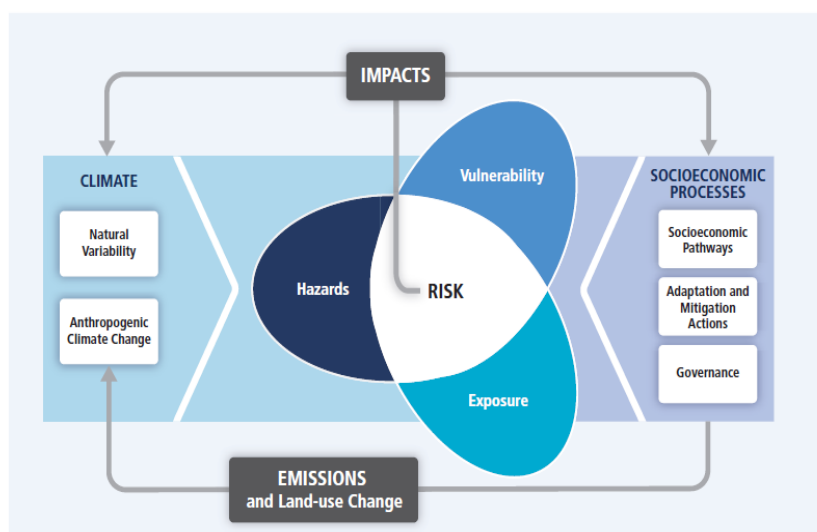 IMPACTS
CLIMATE
Natural
Variability
Anthropogenic
Climate Change
Vulnerability
Hazards
RISK
Exposure
SOCIOECONOMIC
PROCESSES
Socioeconomic
Pathways
Adaptation and
Mitigation
Actions
Governance
EMISSIONS
and Land-use Change